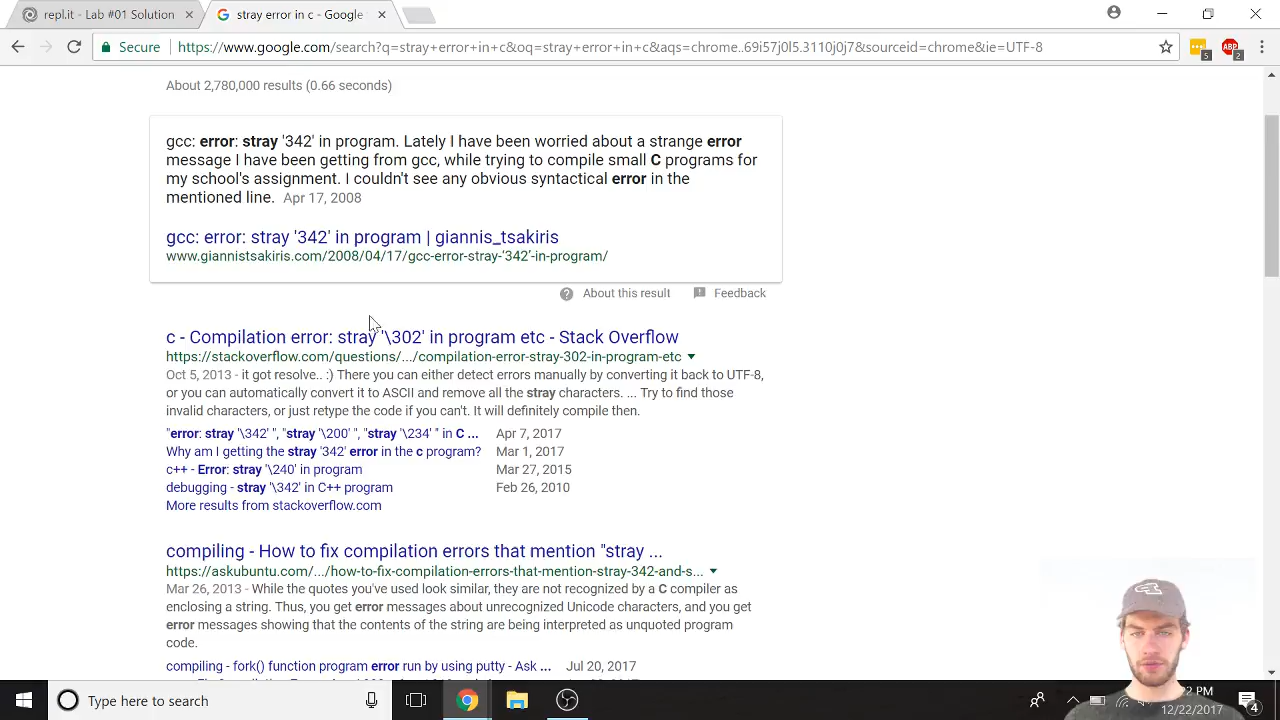 replit - Lab #01 Solution
stray error in c - Google
Secure
https://www.google.com/search?q=stray+error+in+c&oq=stray+error+in+c&aqs=chrome..69i57j0l5.3110j0j7&sourceid=chrome&ie=UTF-8
5
ABP
2
About 2,780,000 results (0.66 seconds)
gcc: error: stray '342' in program. Lately I have been worried about a strange error
message I have been getting from gcc, while trying to compile small C programs for
my school's assignment. I couldn't see any obvious syntactical error in the
mentioned line. Apr 17, 2008
gcc: error: stray '342' in program | giannis_tsakiris
www.giannistsakiris.com/2008/04/17/gcc-error-stray-'342'-in-program/
About this result
Feedback
c - Compilation error: stray '\302' in program etc - Stack Overflow
https://stackoverflow.com/questions/.../compilation-error-stray-302-in-program-etc
Oct 5, 2013 - it got resolve.. :) There you can either detect errors manually by converting it back to UTF-8,
or you can automatically convert it to ASCII and remove all the stray characters. ... Try to find those
invalid characters, or just retype the code if you can't. It will definitely compile then.
"error: stray '\342' ", "stray '\200' ", "stray '\234' " in C ... Apr 7, 2017
Why am I getting the stray '342' error in the c program? Mar 1, 2017
c++ - Error: stray '\240' in program Mar 27, 2015
debugging - stray '\342' in C++ program Feb 26, 2010
More results from stackoverflow.com
compiling - How to fix compilation errors that mention "stray ...
https://askubuntu.com/.../how-to-fix-compilation-errors-that-mention-stray-342-and-s...
Mar 26, 2013 - While the quotes you've used look similar, they are not recognized by a C compiler as
enclosing a string. Thus, you get error messages about unrecognized Unicode characters, and you get
error messages showing that the contents of the string are being interpreted as unquoted program
code.
compiling - fork() function program error run by using putty - Ask ... Jul 20, 2017
Type here to search
PM
12/22/2017
4